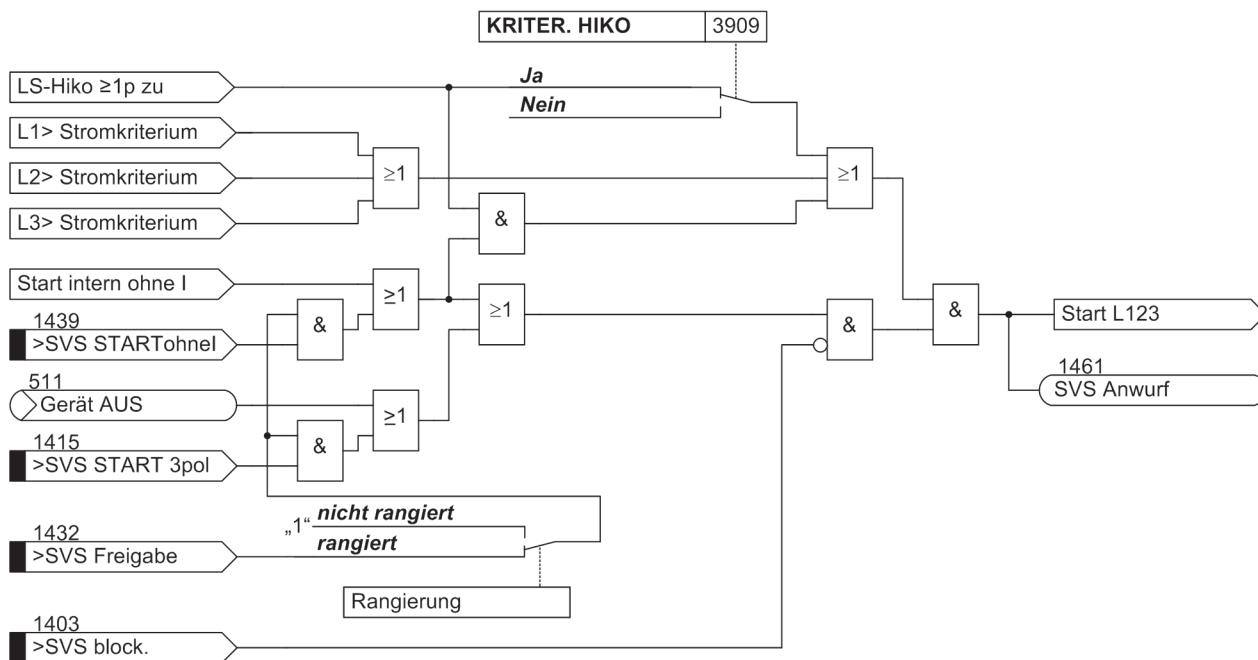 KRITER. HIKO 3909
LS-Hiko ≥1p zu
Ja
Nein
L1> Stromkriterium
L2> Stromkriterium
L3> Stromkriterium
≥1
≥1
&
Start intern ohne I
≥1
≥1
&
1439
>SVS STARTohneI
&
&
Start L123
511
Gerät AUS
≥1
1461
SVS Anwurf
1415
>SVS START 3pol
&
„1“ nicht rangiert
rangiert
1432
>SVS Freigabe
Rangierung
1403
>SVS block.